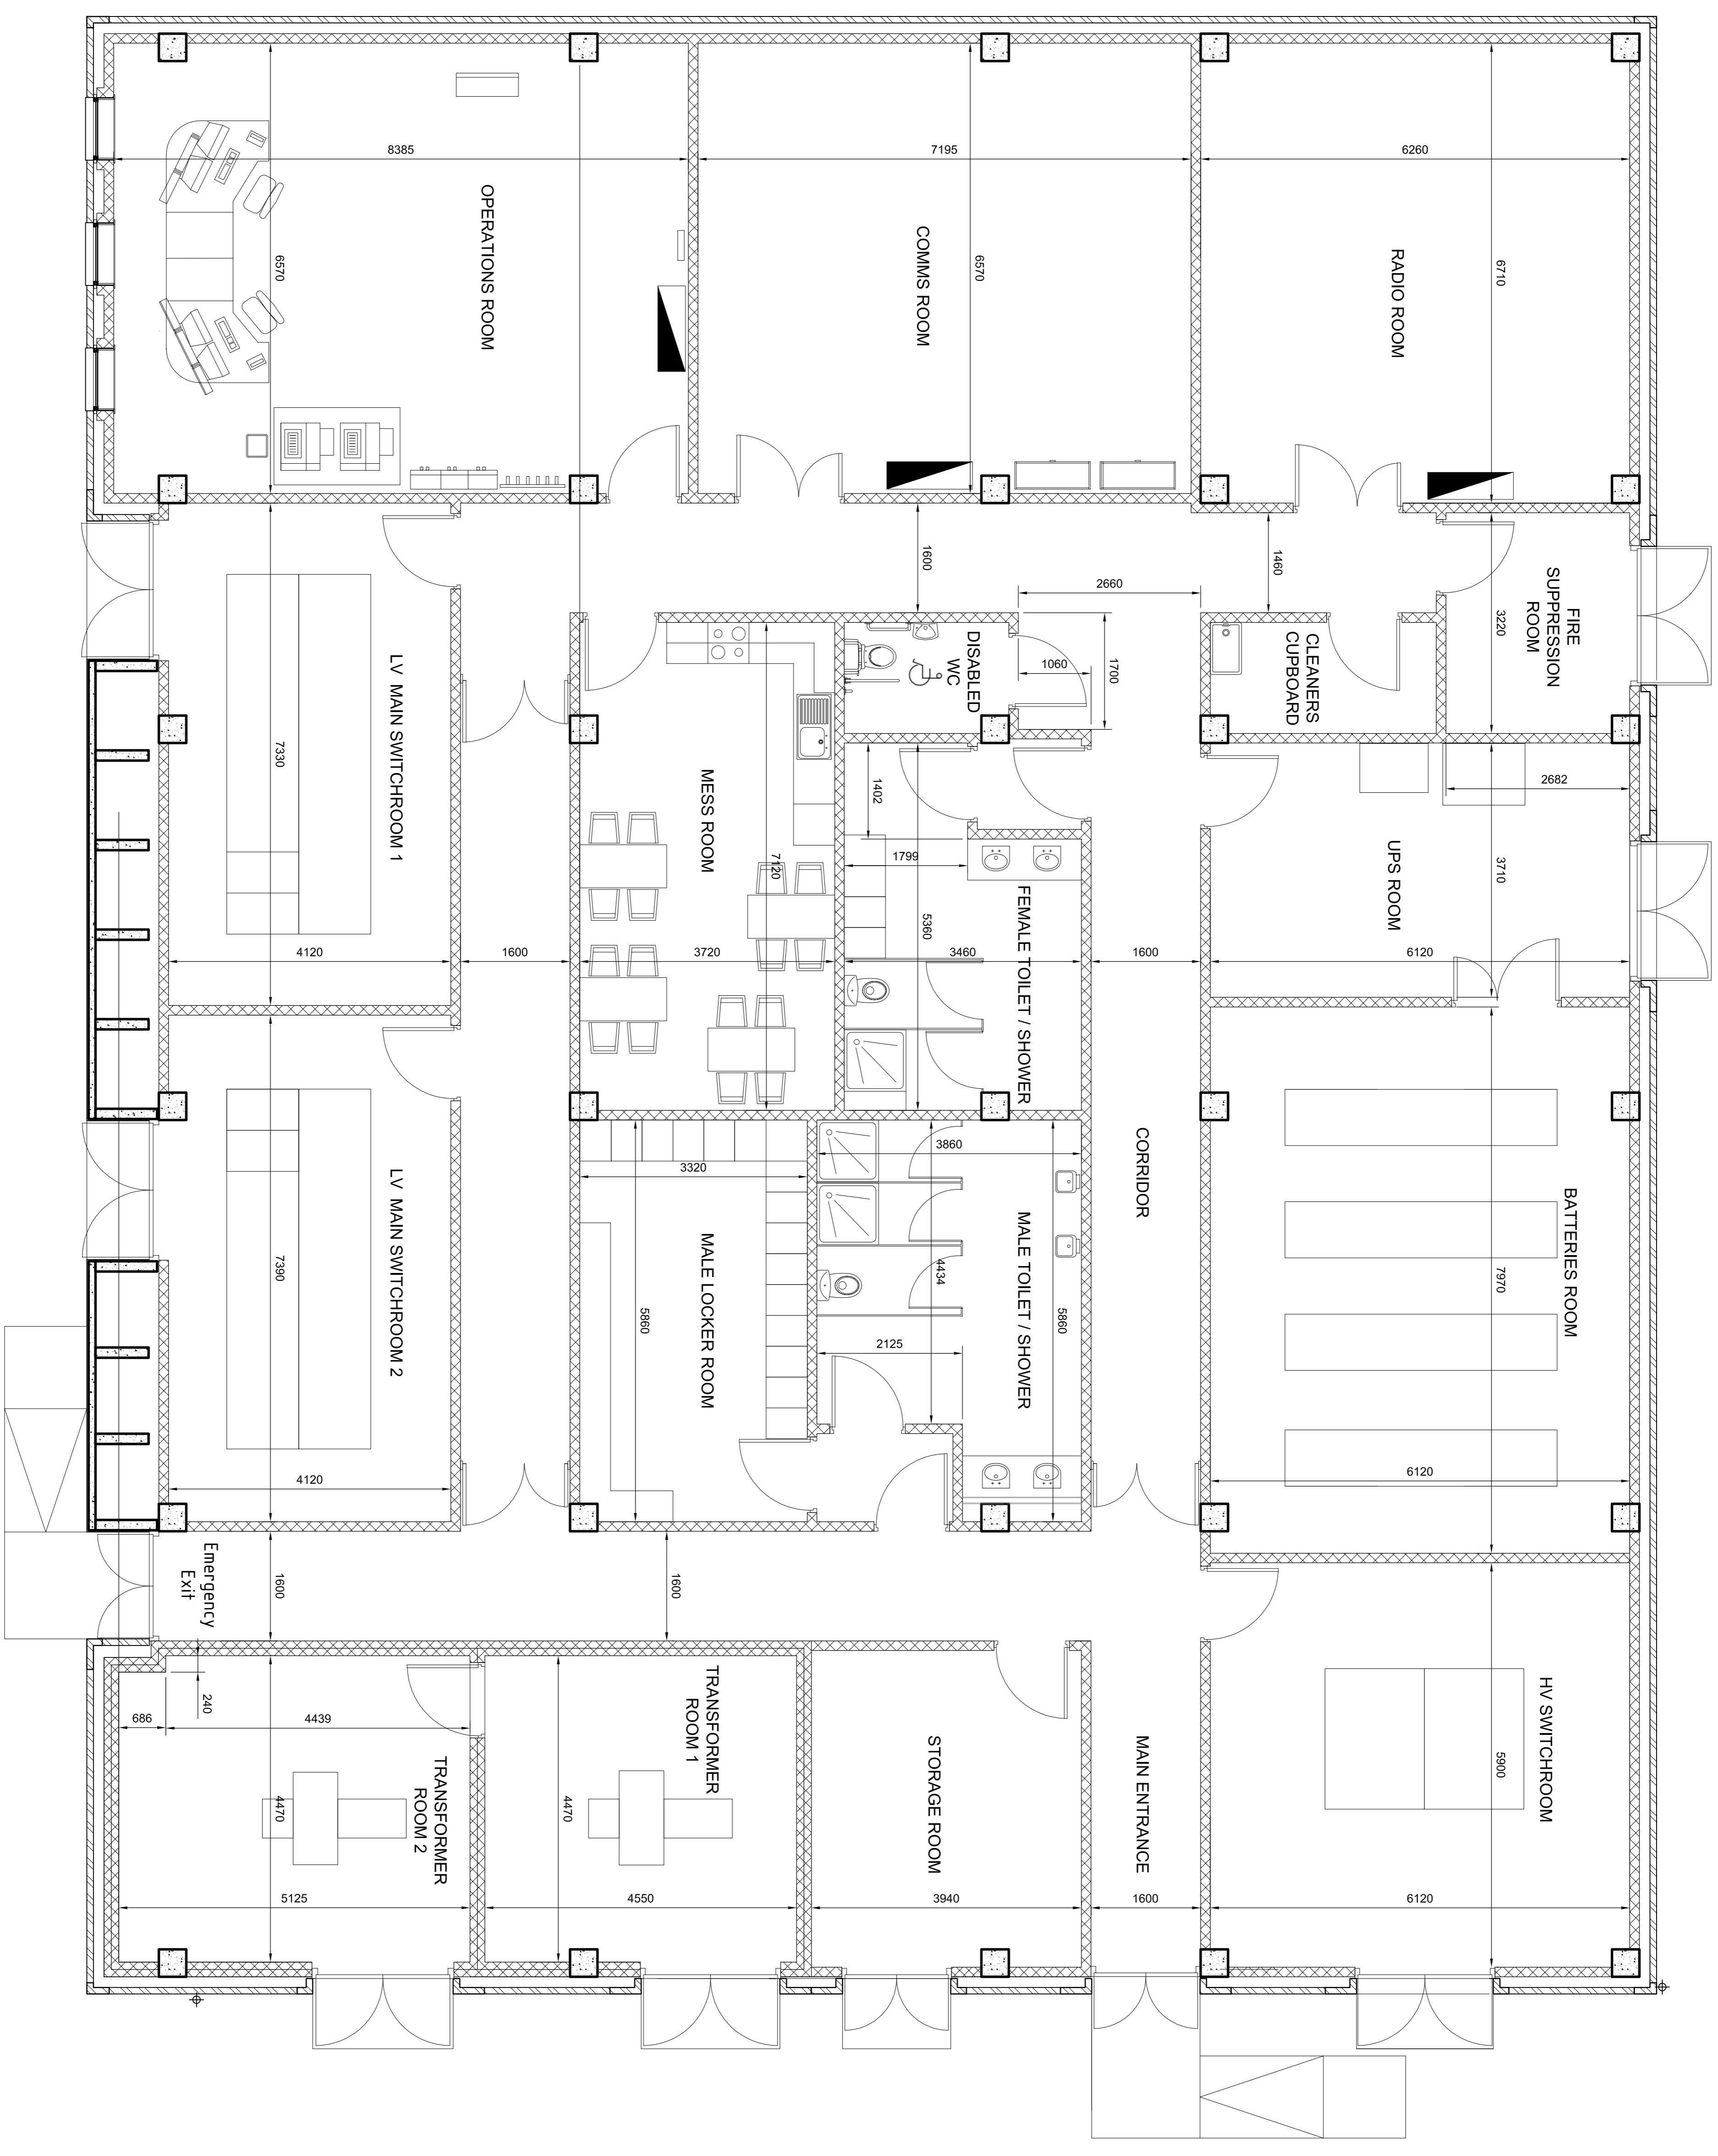 8385
7195
6260
OPERATIONS ROOM
6570
COMMS ROOM
6570
RADIO ROOM
6710
1600
1460
2660
FIRE
SUPPRESSION
ROOM
3220
CLEANERS
CUPBOARD
DISABLED
WC
1060
1700
LV MAIN SWITCHROOM 1
7330
4120
1600
MESS ROOM
7120
3720
1402
1799
5360
3460
FEMALE TOILET / SHOWER
1600
2682
UPS ROOM
3710
6120
CORRIDOR
BATTERIES ROOM
7970
6120
LV MAIN SWITCHROOM 2
7390
4120
3320
MALE LOCKER ROOM
5860
3860
4434
MALE TOILET / SHOWER
5860
2125
Emergency
Exit
1600
1600
240
686
4439
TRANSFORMER
ROOM 2
4470
5125
TRANSFORMER
ROOM 1
4470
4550
STORAGE ROOM
3940
MAIN ENTRANCE
1600
HV SWITCHROOM
5900
6120